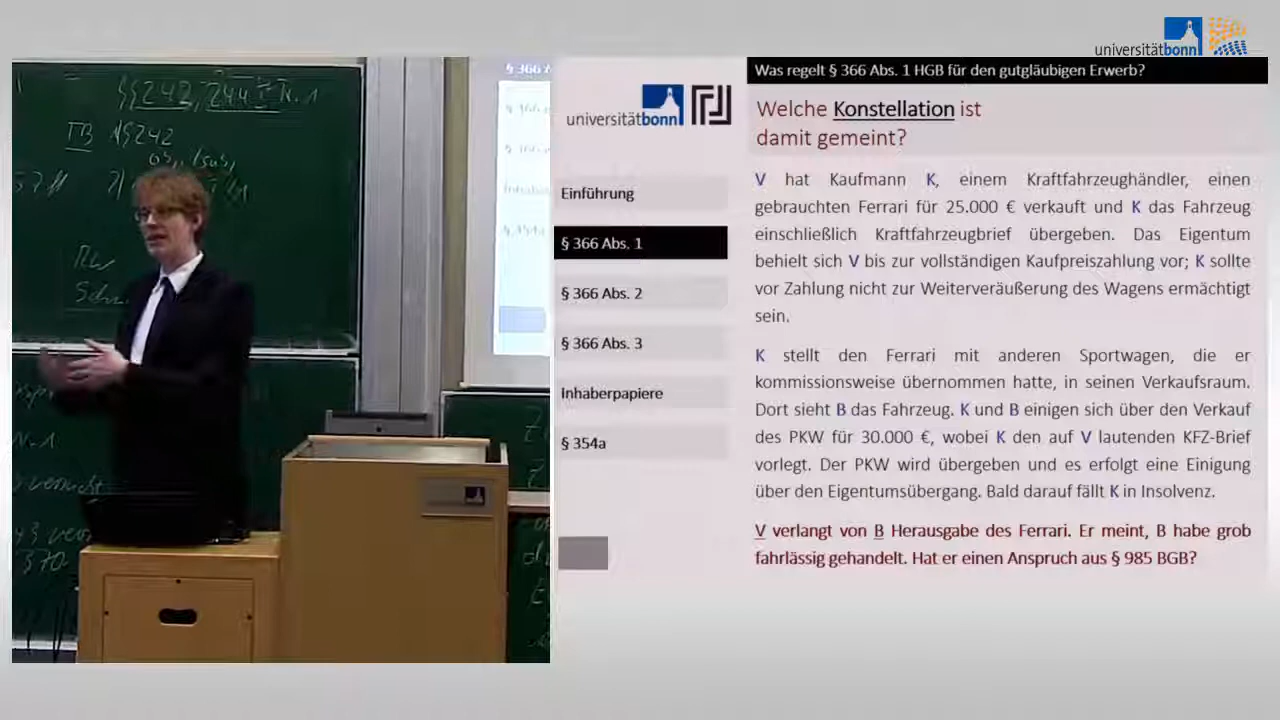 universitätbonn
Was regelt § 366 Abs. 1 HGB für den gutgläubigen Erwerb?
universitätbonn
Welche Konstellation ist
damit gemeint?
Einführung
§ 366 Abs. 1
§ 366 Abs. 2
§ 366 Abs. 3
Inhaberpapiere
§ 354a
V hat Kaufmann K, einem Kraftfahrzeughändler, einen
gebrauchten Ferrari für 25.000 € verkauft und K das Fahrzeug
einschließlich Kraftfahrzeugbrief übergeben. Das Eigentum
behielt sich V bis zur vollständigen Kaufpreiszahlung vor; K sollte
vor Zahlung nicht zur Weiterveräußerung des Wagens ermächtigt
sein.
K stellt den Ferrari mit anderen Sportwagen, die er
kommissionsweise übernommen hatte, in seinen Verkaufsraum.
Dort sieht B das Fahrzeug. K und B einigen sich über den Verkauf
des PKW für 30.000 €, wobei K den auf V lautenden KFZ-Brief
vorlegt. Der PKW wird übergeben und es erfolgt eine Einigung
über den Eigentumsübergang. Bald darauf fällt K in Insolvenz.
V verlangt von B Herausgabe des Ferrari. Er meint, B habe grob
fahrlässig gehandelt. Hat er einen Anspruch aus § 985 BGB?
§§242, 244
TB §242
370